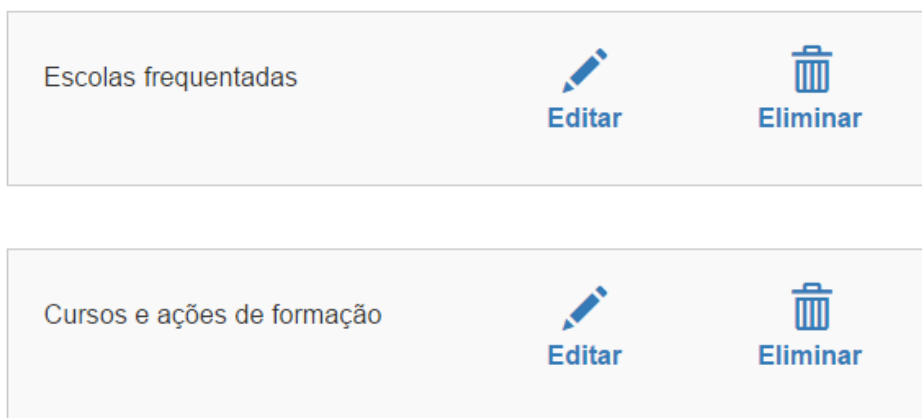 Escolas frequentadas
Editar
Eliminar
Cursos e ações de formação
Editar
Eliminar